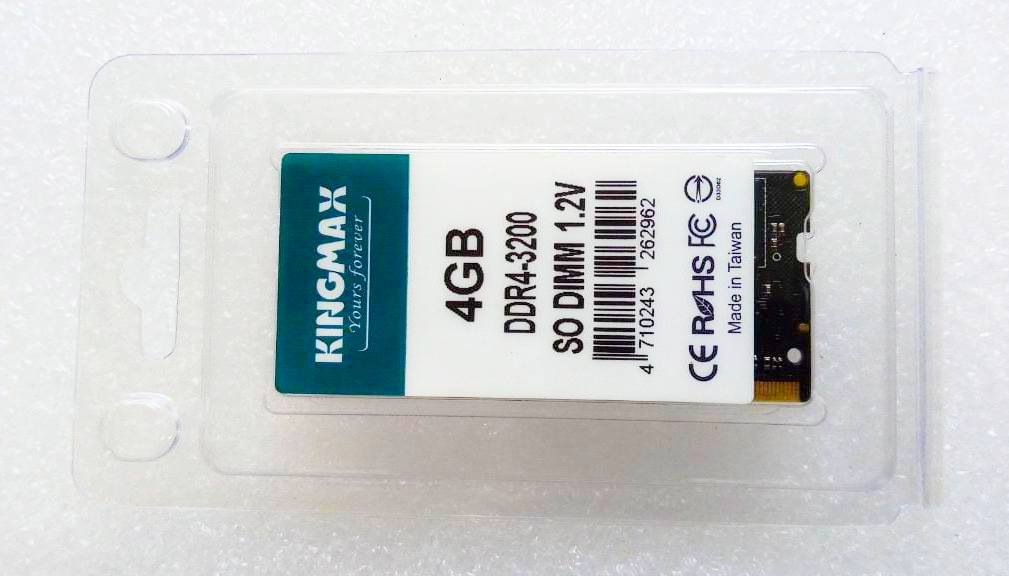 KINGMAX
Yours forever
4GB
DDR4-3200
SO DIMM 1.2V
4 710243 262962
CE RoHS FC
D33D62
Made in Taiwan